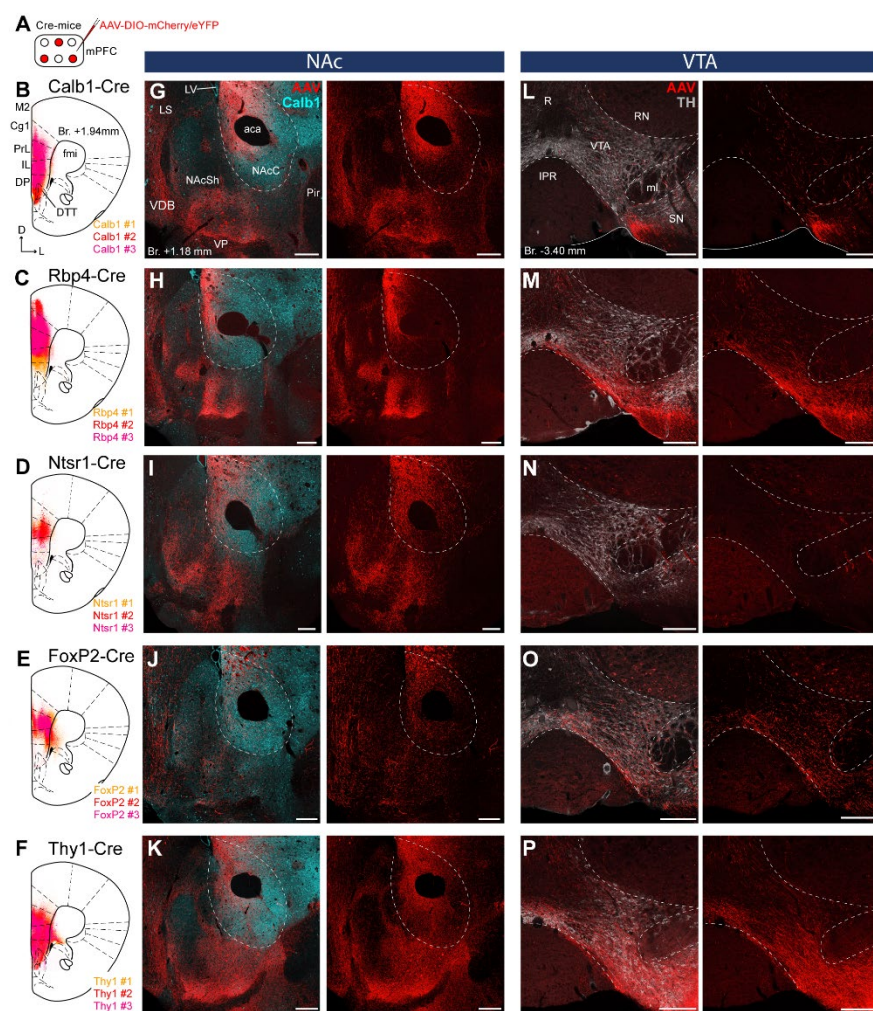 A
Cre-mice
AAV-DIO-mCherry/eYFP
mPFC
NAc
VTA
B
Calb1-Cre
M2
Cg1
Br. +1.94mm
PrL
fmi
IL
DP
DTT
D
L
Calb1 #1
Calb1 #2
Calb1 #3
G
LV
AAV
Calb1
LS
aca
NAcC
NAcSh
Pir
VDB
VP
Br. +1.18 mm
L
AAV
TH
R
RN
VTA
IPR
ml
SN
Br. -3.40 mm
C
Rbp4-Cre
Rbp4 #1
Rbp4 #2
Rbp4 #3
H
M
D
Ntsr1-Cre
Ntsr1 #1
Ntsr1 #2
Ntsr1 #3
I
N
E
FoxP2-Cre
FoxP2 #1
FoxP2 #2
FoxP2 #3
J
O
F
Thy1-Cre
Thy1 #1
Thy1 #2
Thy1 #3
K
P